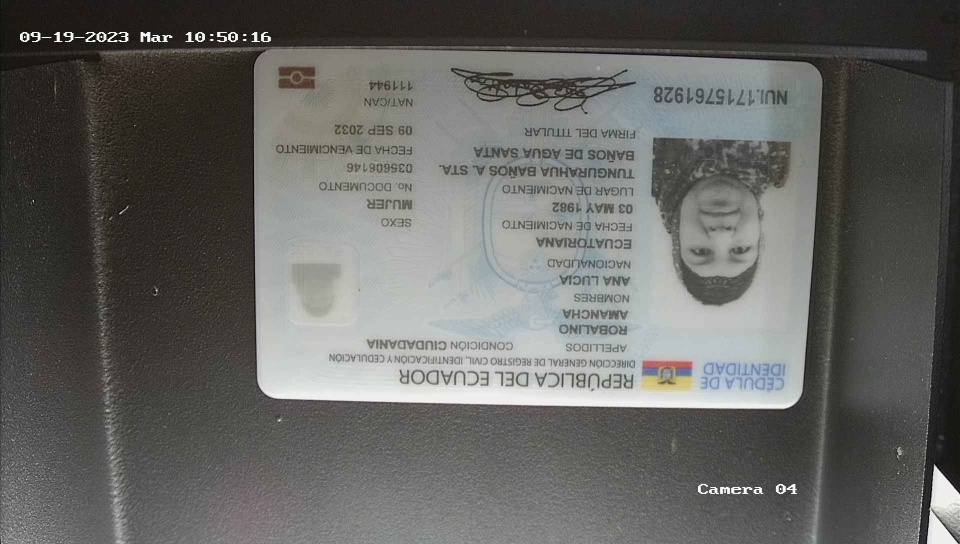 09-19-2023 Mar 10:50:16
CÉDULA DE
IDENTIDAD
REPÚBLICA DEL ECUADOR
DIRECCIÓN GENERAL DE REGISTRO CIVIL, IDENTIFICACIÓN Y CEDULACIÓN
APELLIDOS
CONDICIÓN CIUDADANIA
ROBALINO
AMANCHA
NOMBRES
ANA LUCIA
NACIONALIDAD
ECUATORIANA
FECHA DE NACIMIENTO
03 MAY 1982
LUGAR DE NACIMIENTO
TUNGURAHUA BAÑOS A. STA.
BAÑOS DE AGUA SANTA
FIRMA DEL TITULAR
SEXO
MUJER
No. DOCUMENTO
035606146
FECHA DE VENCIMIENTO
09 SEP 2032
NAT/CAN
111944
NUI.1715761928
Camera 04